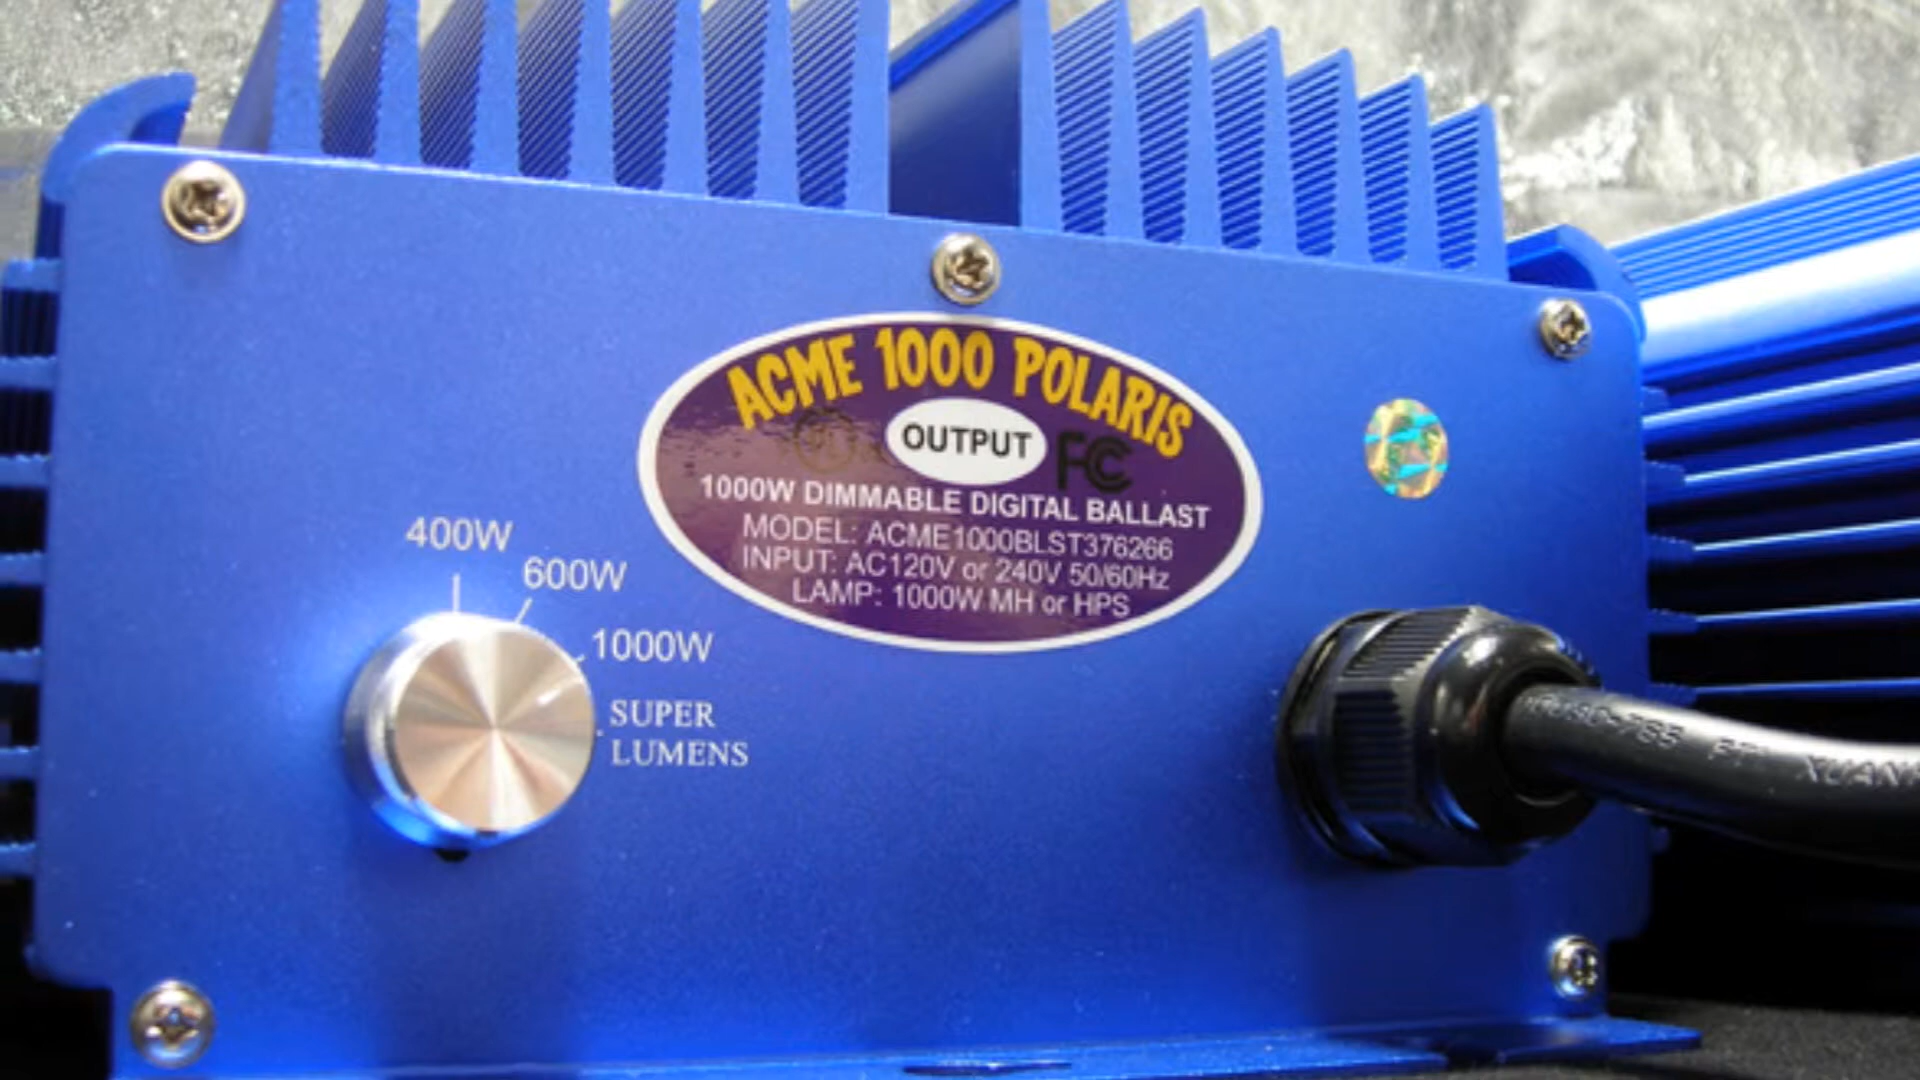 ACME 1000 POLARIS
OUTPUT
FC
1000W DIMMABLE DIGITAL BALLAST
MODEL: ACME1000BLST376266
INPUT: AC120V or 240V 50/60Hz
LAMP: 1000W MH or HPS
400W
600W
1000W
SUPER
LUMENS